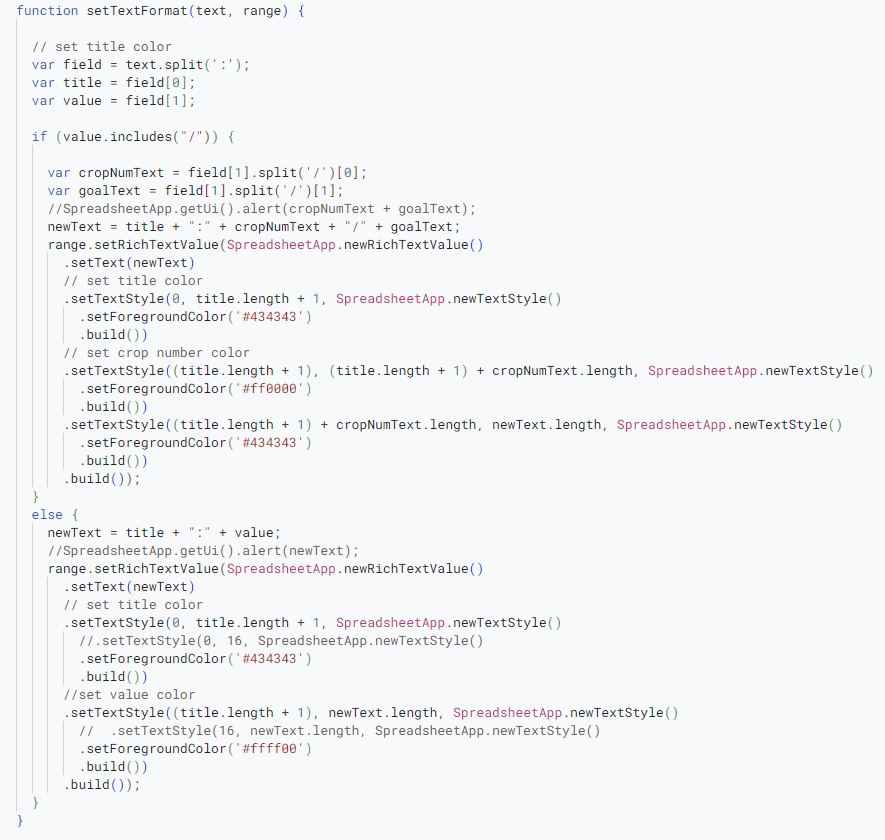 function setTextFormat(text, range) {
// set title color
var field = text.split(':');
var title = field[0];
var value = field[1];
if (value.includes("/")) {
var cropNumText = field[1].split('/')[0];
var goalText = field[1].split('/')[1];
//SpreadsheetApp.getUi().alert(cropNumText + goalText);
newText = title + ":" + cropNumText + "/" + goalText;
range.setRichTextValue(SpreadsheetApp.newRichTextValue()
.setText(newText)
// set title color
.setTextStyle(0, title.length + 1, SpreadsheetApp.newTextStyle()
.setForegroundColor('#434343')
.build())
// set crop number color
.setTextStyle((title.length + 1), (title.length + 1) + cropNumText.length, SpreadsheetApp.newTextStyle()
.setForegroundColor('#ff0000')
.build())
.setTextStyle((title.length + 1) + cropNumText.length, newText.length, SpreadsheetApp.newTextStyle()
.setForegroundColor('#434343')
.build())
.build());
}
else {
newText = title + ":" + value;
//SpreadsheetApp.getUi().alert(newText);
range.setRichTextValue(SpreadsheetApp.newRichTextValue()
.setText(newText)
// set title color
.setTextStyle(0, title.length + 1, SpreadsheetApp.newTextStyle()
//.setTextStyle(0, 16, SpreadsheetApp.newTextStyle()
.setForegroundColor('#434343')
.build())
//set value color
.setTextStyle((title.length + 1), newText.length, SpreadsheetApp.newTextStyle()
//  .setTextStyle(16, newText.length, SpreadsheetApp.newTextStyle()
.setForegroundColor('#ffff00')
.build())
.build());
}
}